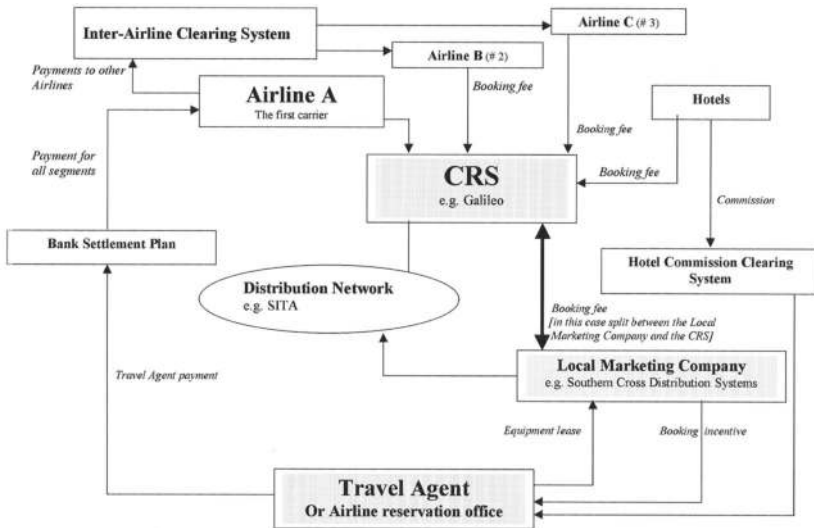 Inter-Airline Clearing System
Airline C (# 3)
Airline B (# 2)
Payments to other
Airlines
Airline A
The first carrier
Booking fee
Hotels
Booking fee
Payment for
all segments
CRS
e.g. Galileo
Booking fee
Commission
Bank Settlement Plan
Hotel Commission Clearing
System
Distribution Network
e.g. SITA
Booking fee
[in this case split between the Local
Marketing Company and the CRS]
Local Marketing Company
e.g. Southern Cross Distribution Systems
Travel Agent payment
Equipment lease
Booking incentive
Travel Agent
Or Airline reservation office